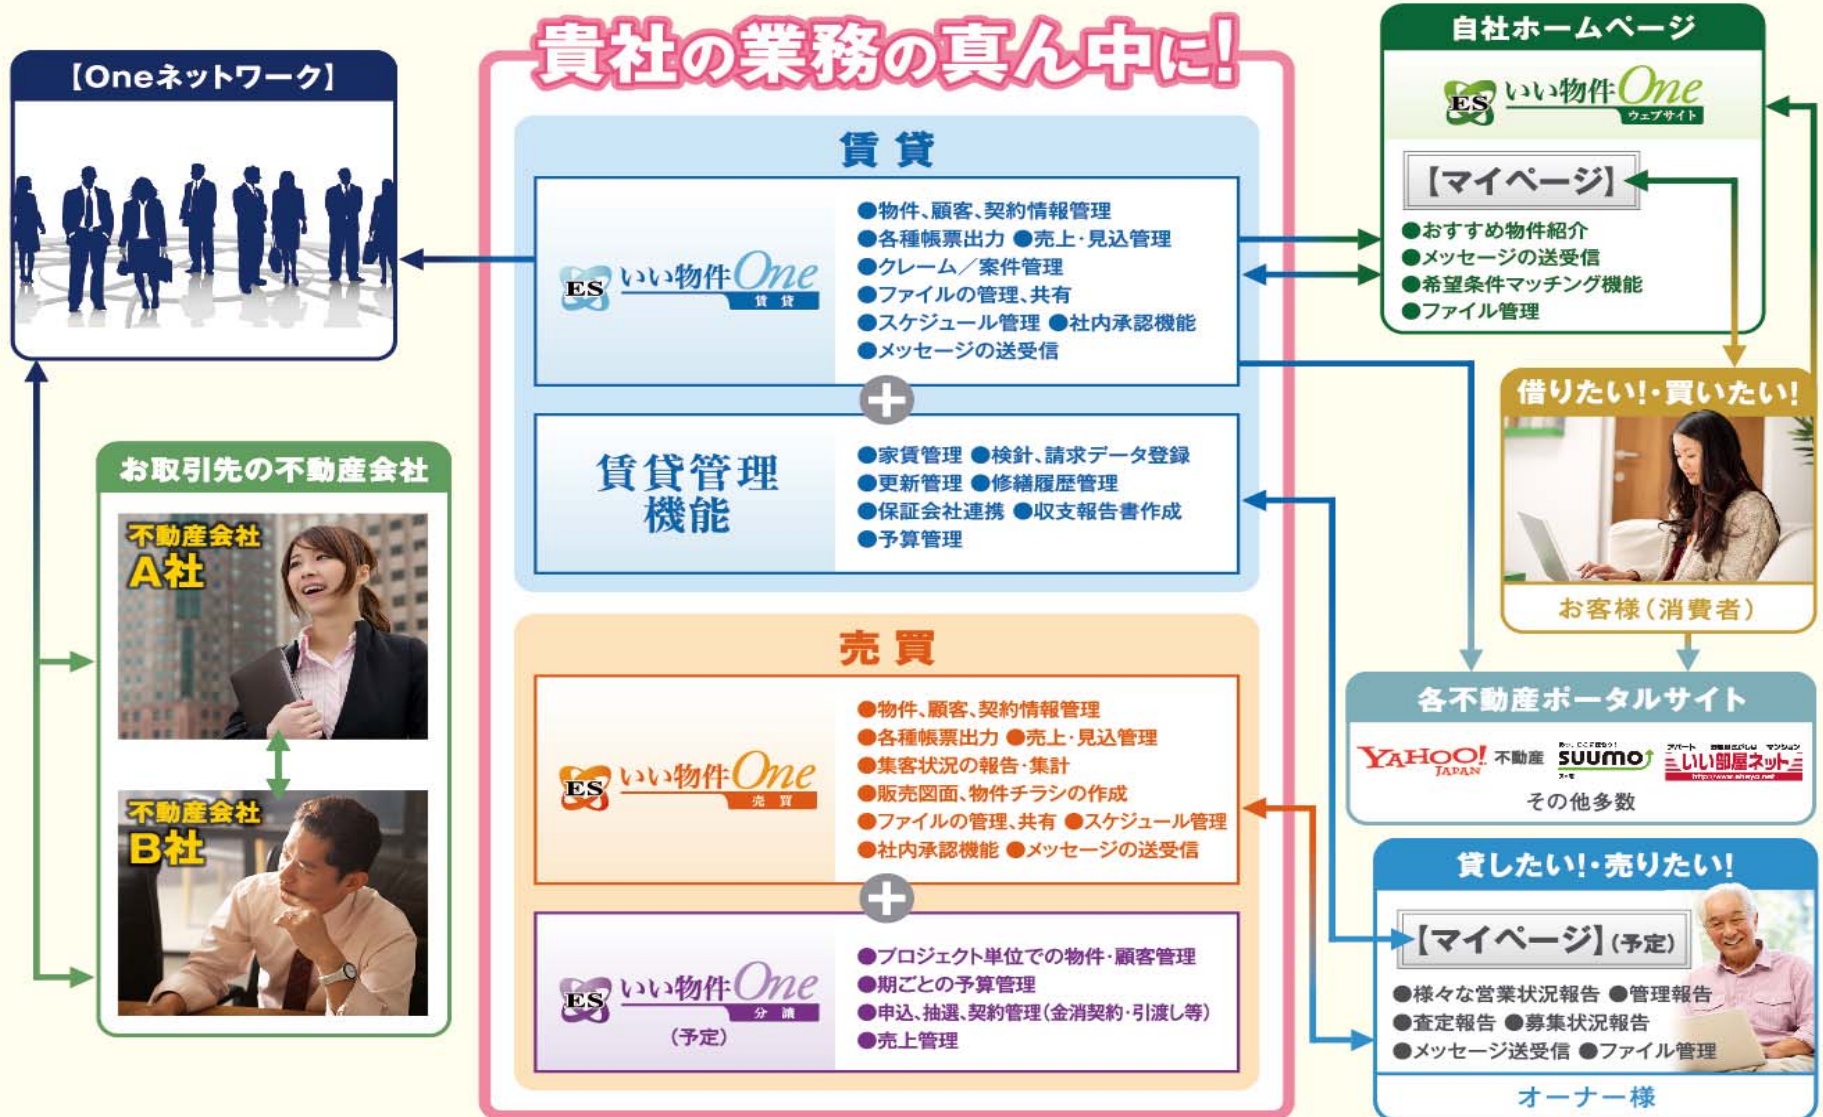 貴社の業務の真ん中に!
【Oneネットワーク】
お取引先の不動産会社
不動産会社
A社
不動産会社
B社
賃貸
ES いい物件One
賃貸
●物件、顧客、契約情報管理
●各種帳票出力 ●売上・見込管理
●クレーム/案件管理
●ファイルの管理、共有
●スケジュール管理 ●社内承認機能
●メッセージの送受信
賃貸管理
機能
●家賃管理 ●検針、請求データ登録
●更新管理 ●修繕履歴管理
●保証会社連携 ●収支報告書作成
●予算管理
売買
ES いい物件One
売買
●物件、顧客、契約情報管理
●各種帳票出力 ●売上・見込管理
●集客状況の報告・集計
●販売図面、物件チラシの作成
●ファイルの管理、共有 ●スケジュール管理
●社内承認機能 ●メッセージの送受信
ES いい物件One
分譲
(予定)
●プロジェクト単位での物件・顧客管理
●期ごとの予算管理
●申込、抽選、契約管理(金消契約・引渡し等)
●売上管理
自社ホームページ
ES いい物件One
ウェブサイト
【マイページ】
●おすすめ物件紹介
●メッセージの送受信
●希望条件マッチング機能
●ファイル管理
借りたい!・買いたい!
お客様(消費者)
各不動産ポータルサイト
YAHOO! 不動産
JAPAN
SUUMO
スーモ
アパート マンション
いい部屋ネット
http://www.eheya.net
その他多数
貸したい!・売りたい!
【マイページ】(予定)
●様々な営業状況報告 ●管理報告
●査定報告 ●募集状況報告
●メッセージ送受信 ●ファイル管理
オーナー様